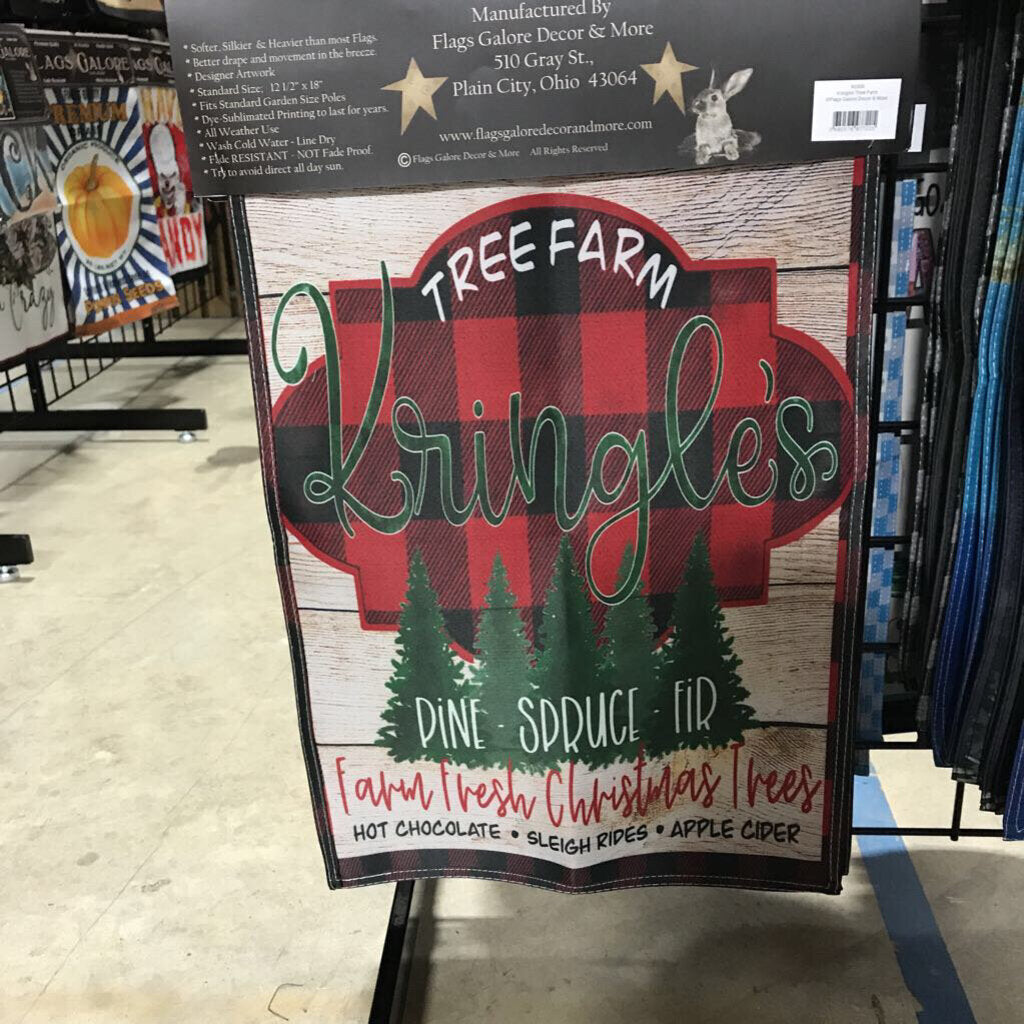 * Softer, Silkier & Heavier than most Flags.
* Better drape and movement in the breeze.
* Designer Artwork
* Standard Size; 12 1/2" x 18"
* Fits Standard Garden Size Poles
* Dye-Sublimated Printing to last for years.
* All Weather Use
* Wash Cold Water - Line Dry
* Fade RESISTANT - NOT Fade Proof.
* Try to avoid direct all day sun.
Manufactured By
Flags Galore Decor & More
510 Gray St.,
Plain City, Ohio 43064
www.flagsgaloredecorandmore.com
© Flags Galore Decor & More All Rights Reserved
TREE FARM
Kringle's
PINE - SPRUCE - FIR
Farm Fresh Christmas Trees
HOT CHOCOLATE • SLEIGH RIDES • APPLE CIDER
FLAGS GALORE
Crazy